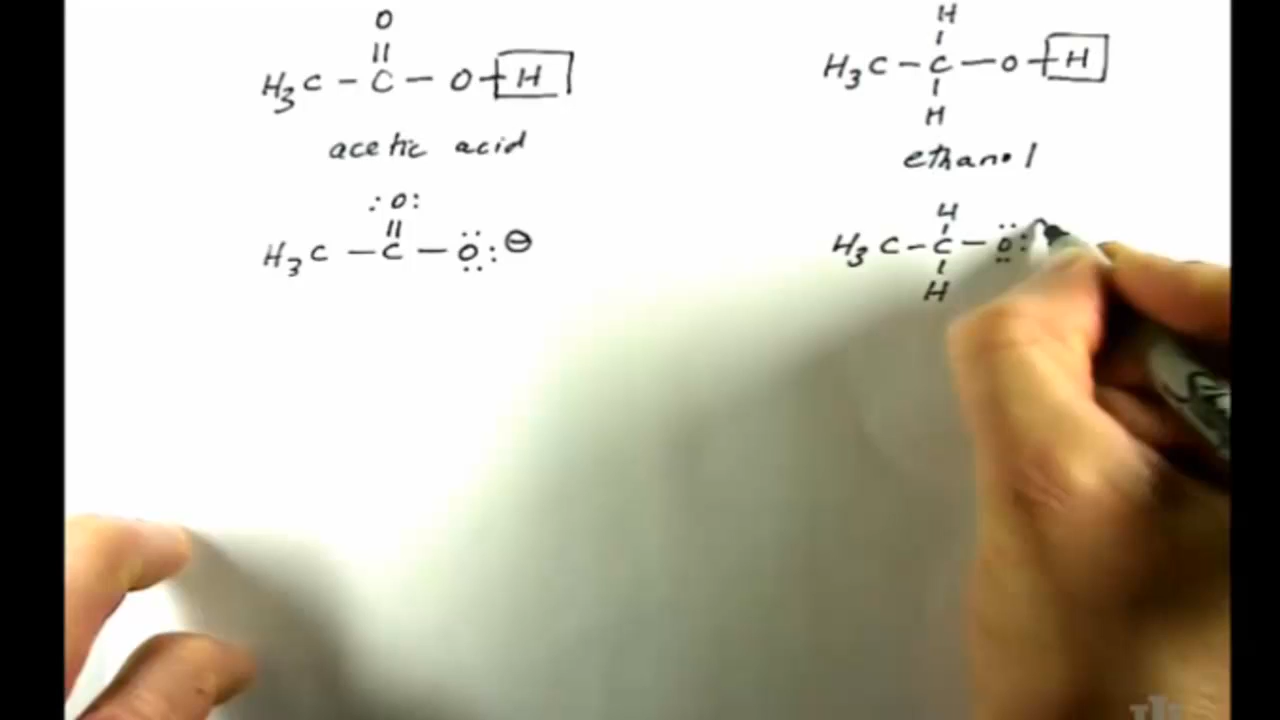 O
||
H3C – C – O – H
acetic acid
:O:
||
H3C – C – O: ⊖
H
|
H3C – C – O – H
|
H
ethanol
H
|
H3C – C – O:
|
H